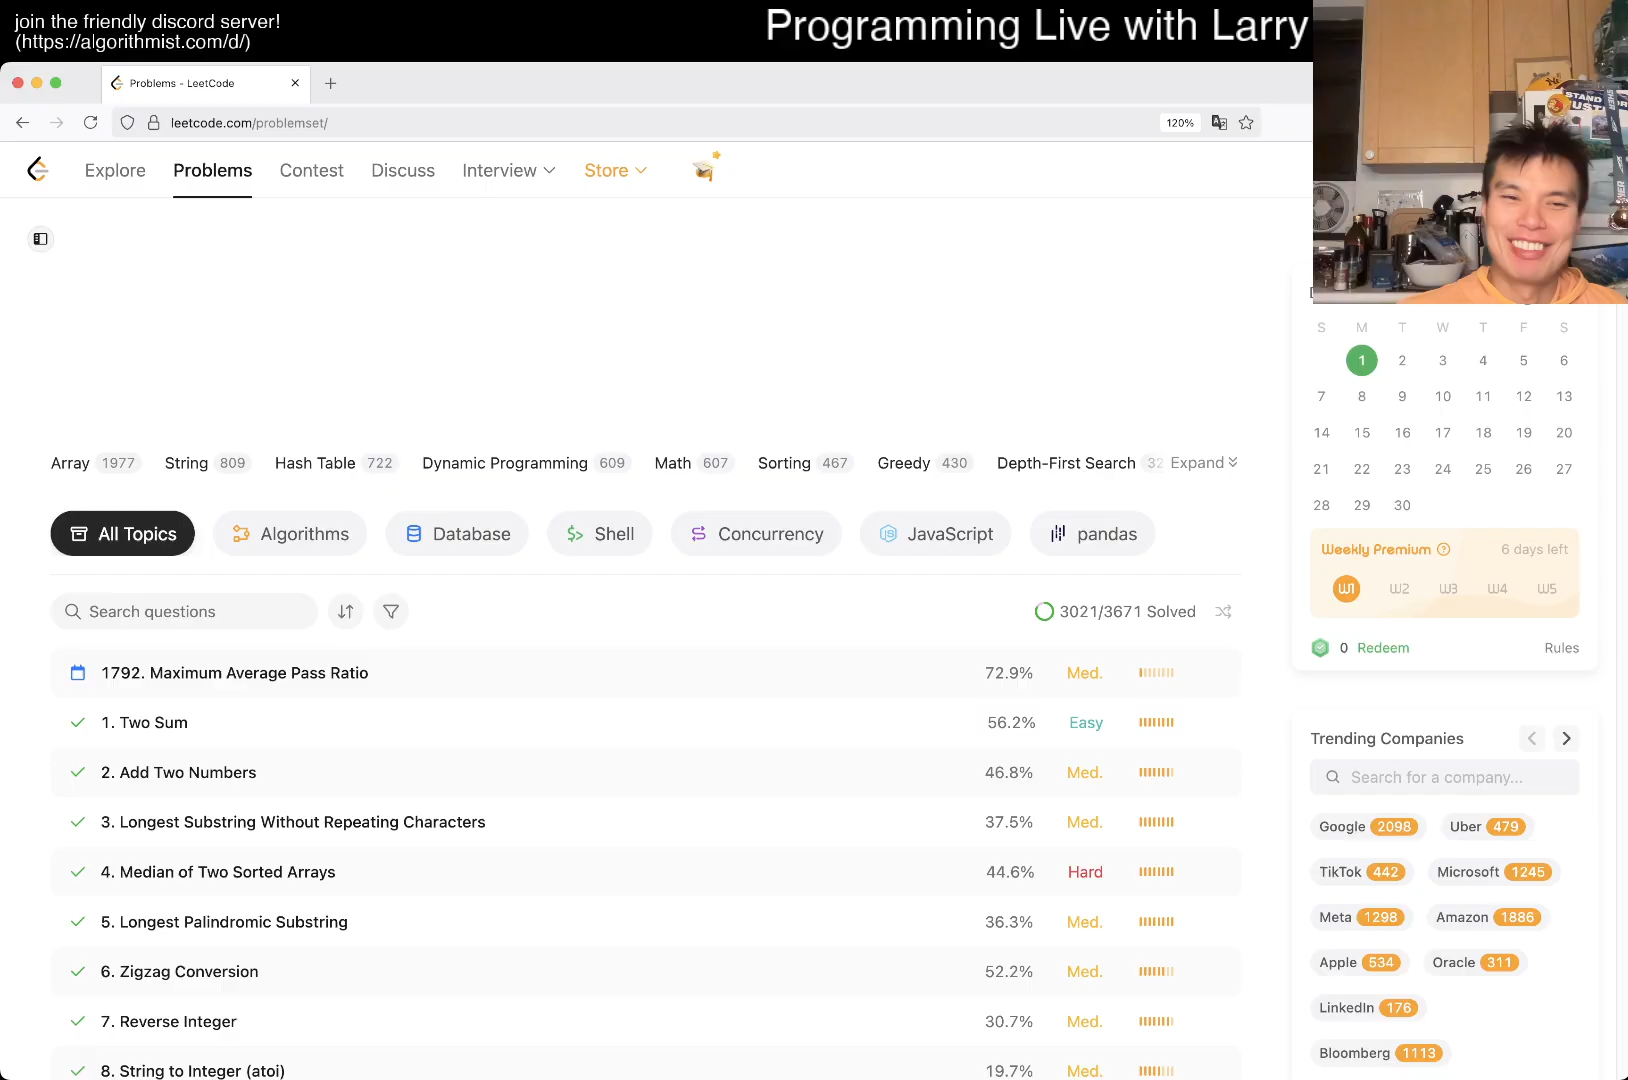 join the friendly discord server!
(https://algorithmist.com/d/)
Programming Live with Larry
Problems - LeetCode
leetcode.com/problemset/
120%
Explore Problems Contest Discuss Interview Store
Array 1977 String 809 Hash Table 722 Dynamic Programming 609 Math 607 Sorting 467 Greedy 430 Depth-First Search 32 Expand
All Topics Algorithms Database Shell Concurrency JavaScript pandas
Search questions
3021/3671 Solved
1792. Maximum Average Pass Ratio 72.9% Med.
1. Two Sum 56.2% Easy
2. Add Two Numbers 46.8% Med.
3. Longest Substring Without Repeating Characters 37.5% Med.
4. Median of Two Sorted Arrays 44.6% Hard
5. Longest Palindromic Substring 36.3% Med.
6. Zigzag Conversion 52.2% Med.
7. Reverse Integer 30.7% Med.
8. String to Integer (atoi) 19.7% Med.
STAND
S M T W T F S
1 2 3 4 5 6
7 8 9 10 11 12 13
14 15 16 17 18 19 20
21 22 23 24 25 26 27
28 29 30
Weekly Premium 6 days left
W1 W2 W3 W4 W5
0 Redeem Rules
Trending Companies
Search for a company...
Google 2098 Uber 479
TikTok 442 Microsoft 1245
Meta 1298 Amazon 1886
Apple 534 Oracle 311
LinkedIn 176
Bloomberg 1113